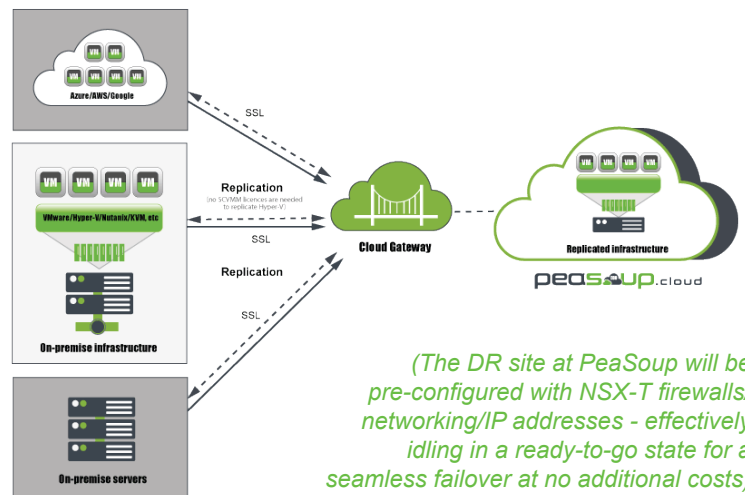 VM VM
VM VM VM VM
Azure/AWS/Google
SSL
VM VM VM VM
VMware/Hyper-V/Nutanix/KVM, etc
On-premise infrastructure
Replication
(no SCVMM licences are needed
to replicate Hyper-V)
SSL
Replication
SSL
On-premise servers
Cloud Gateway
VM VM VM VM
Replicated infrastructure
peasoup.cloud
(The DR site at PeaSoup will be
pre-configured with NSX-T firewalls/
networking/IP addresses - effectively
idling in a ready-to-go state for a
seamless failover at no additional costs)